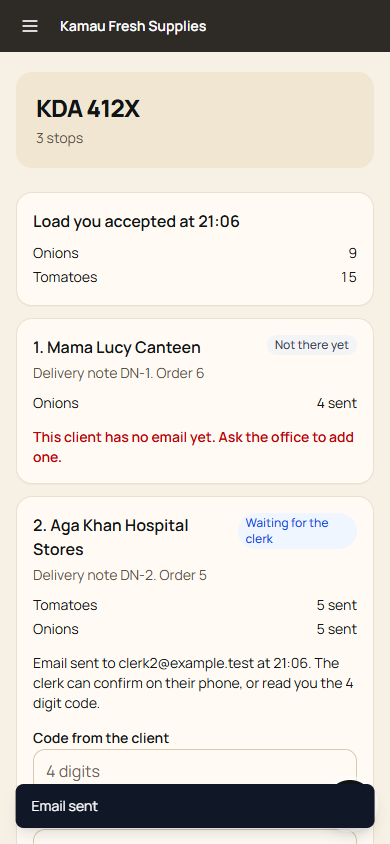 Kamau Fresh Supplies
KDA 412X
3 stops
Load you accepted at 21:06
Onions 9
Tomatoes 15
1. Mama Lucy Canteen Not there yet
Delivery note DN-1. Order 6
Onions 4 sent
This client has no email yet. Ask the office to add
one.
2. Aga Khan Hospital
Stores
Waiting for the
clerk
Delivery note DN-2. Order 5
Tomatoes 5 sent
Onions 5 sent
Email sent to clerk2@example.test at 21:06. The
clerk can confirm on their phone, or read you the 4
digit code.
Code from the client
4 digits
Email sent